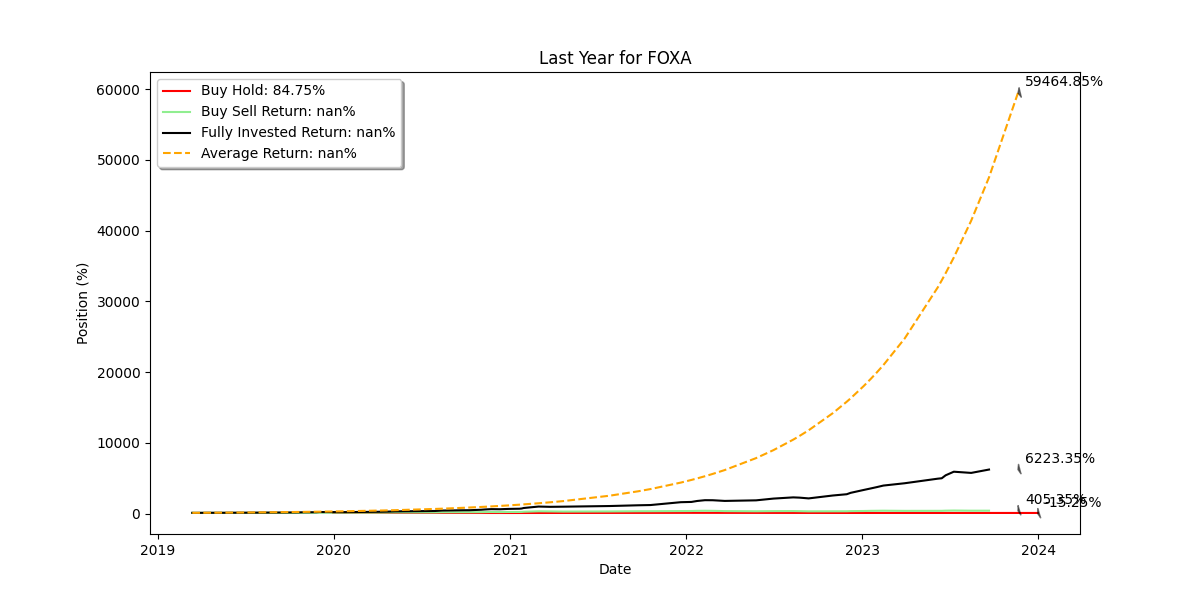 Last Year for FOXA
Buy Hold: 84.75%
Buy Sell Return: nan%
Fully Invested Return: nan%
Average Return: nan%
59464.85%
6223.35%
405.35%
Position (%)
60000
50000
40000
30000
20000
10000
0
2019
2020
2021
2022
2023
2024
Date